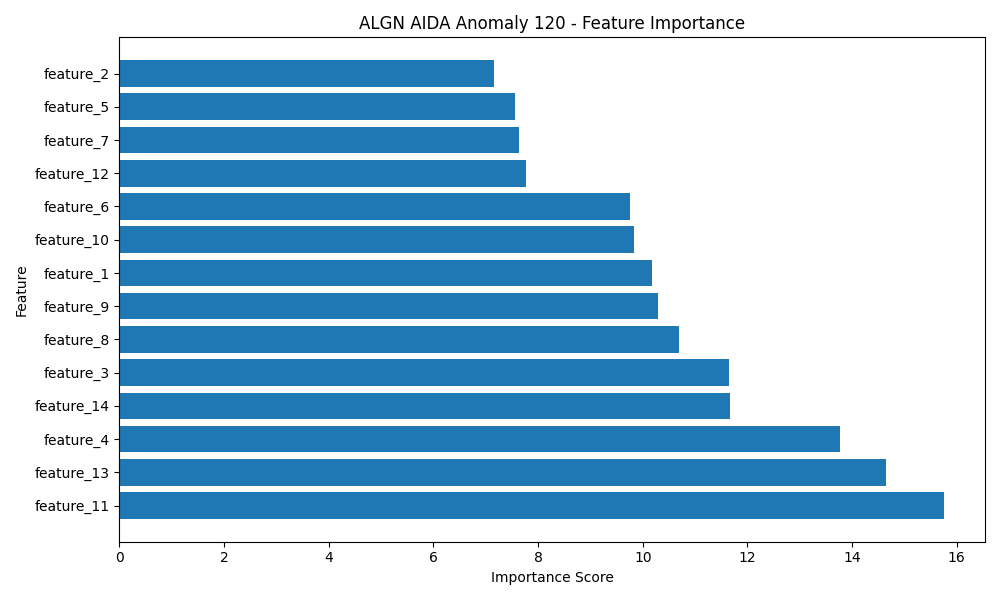 ALGN AIDA Anomaly 120 - Feature Importance
feature_2
feature_5
feature_7
feature_12
feature_6
feature_10
feature_1
feature_9
feature_8
feature_3
feature_14
feature_4
feature_13
feature_11
Feature
0 2 4 6 8 10 12 14 16
Importance Score